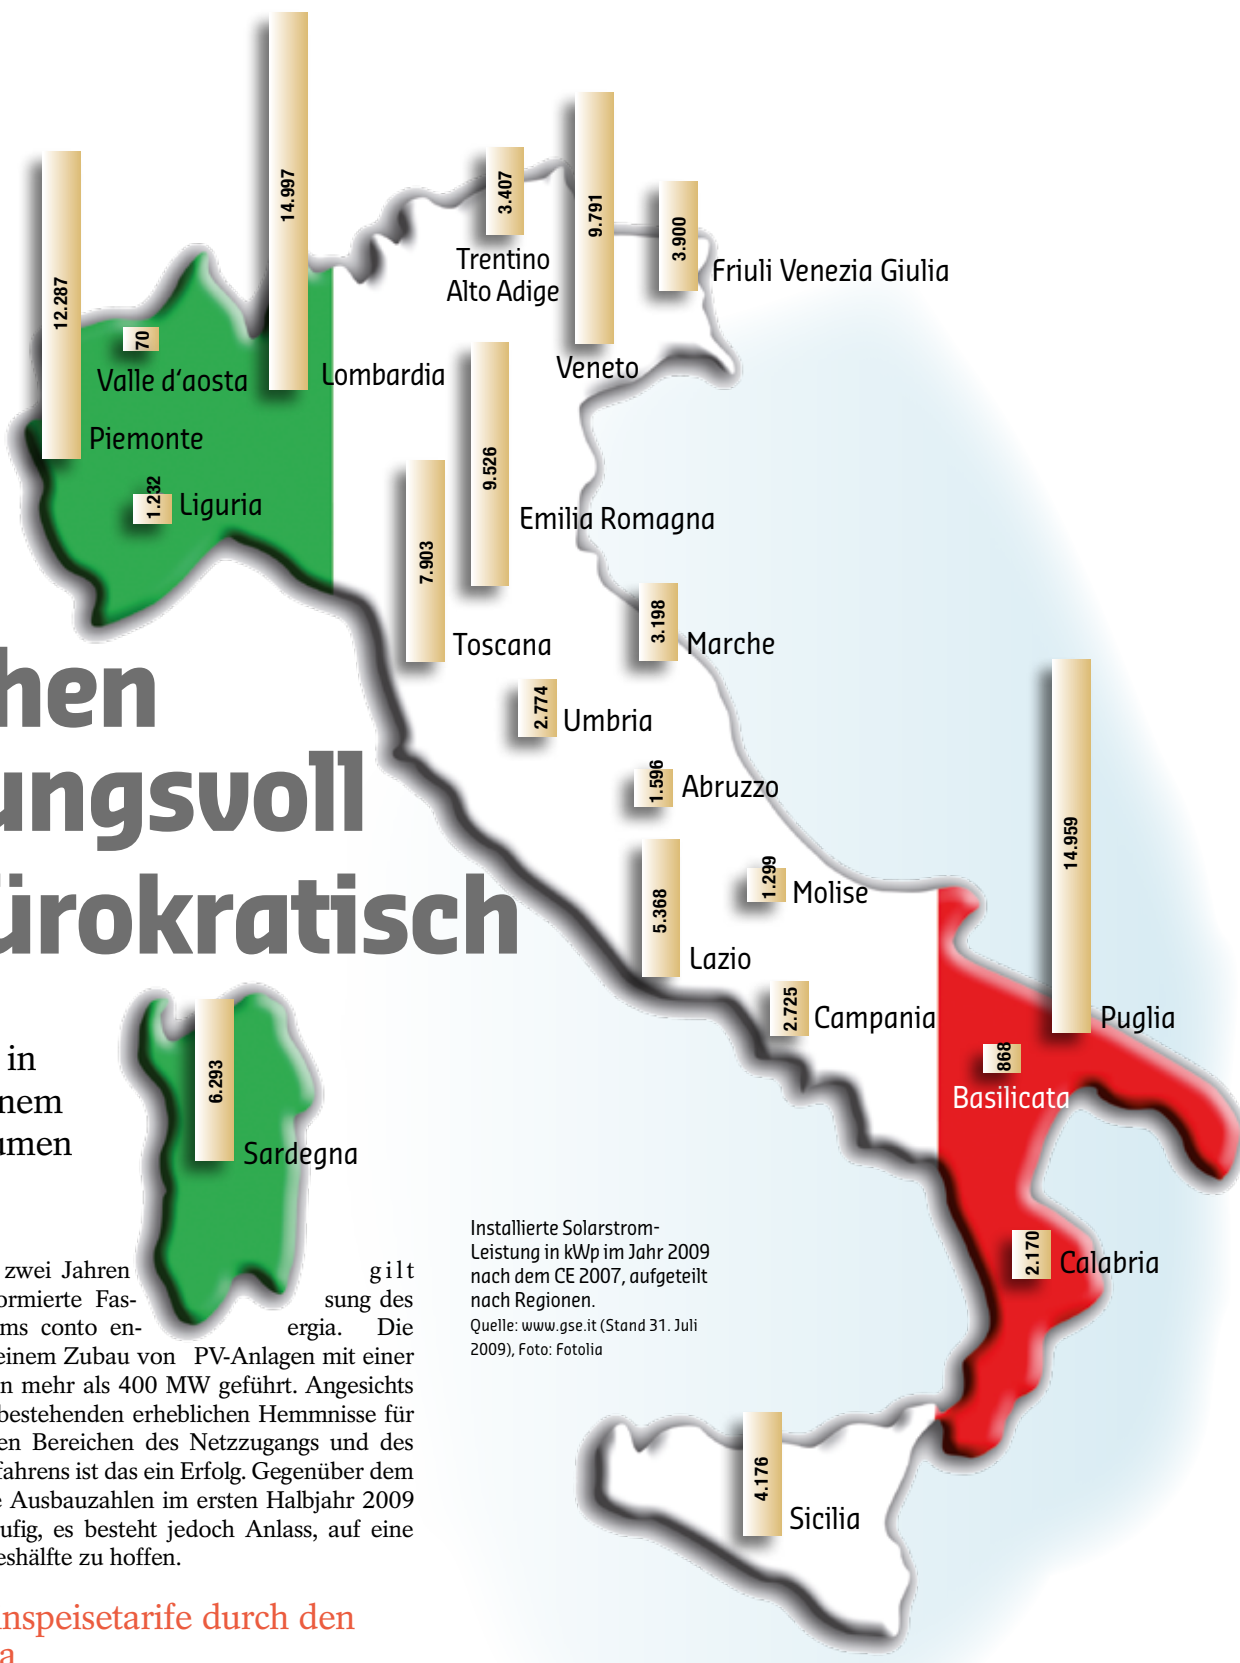 14.997
12.287
3.407
9.791
3.900
Trentino
Alto Adige
Friuli Venezia Giulia
70
Valle d‘aosta
Lombardia
Veneto
Piemonte
9.526
1.232
Liguria
Emilia Romagna
7.903
Toscana
3.198
Marche
2.774
Umbria
1.596
Abruzzo
14.959
1.299
Molise
5.368
Lazio
2.725
Campania
Puglia
868
Basilicata
hen
ungsvoll
ürokratisch
6.293
Sardegna
in
nem
umen
2.170
Calabria
4.176
Sicilia
Installierte Solarstrom-
Leistung in kWp im Jahr 2009
nach dem CE 2007, aufgeteilt
nach Regionen.
Quelle: www.gse.it (Stand 31. Juli
2009), Foto: Fotolia
zwei Jahren gilt
ormierte Fas- sung des
ms conto en- ergia. Die
einem Zubau von PV-Anlagen mit einer
n mehr als 400 MW geführt. Angesichts
bestehenden erheblichen Hemmnisse für
en Bereichen des Netzzugangs und des
fahrens ist das ein Erfolg. Gegenüber dem
e Ausbauzahlen im ersten Halbjahr 2009
ufig, es besteht jedoch Anlass, auf eine
eshälfte zu hoffen.
nspeisetarife durch den
a